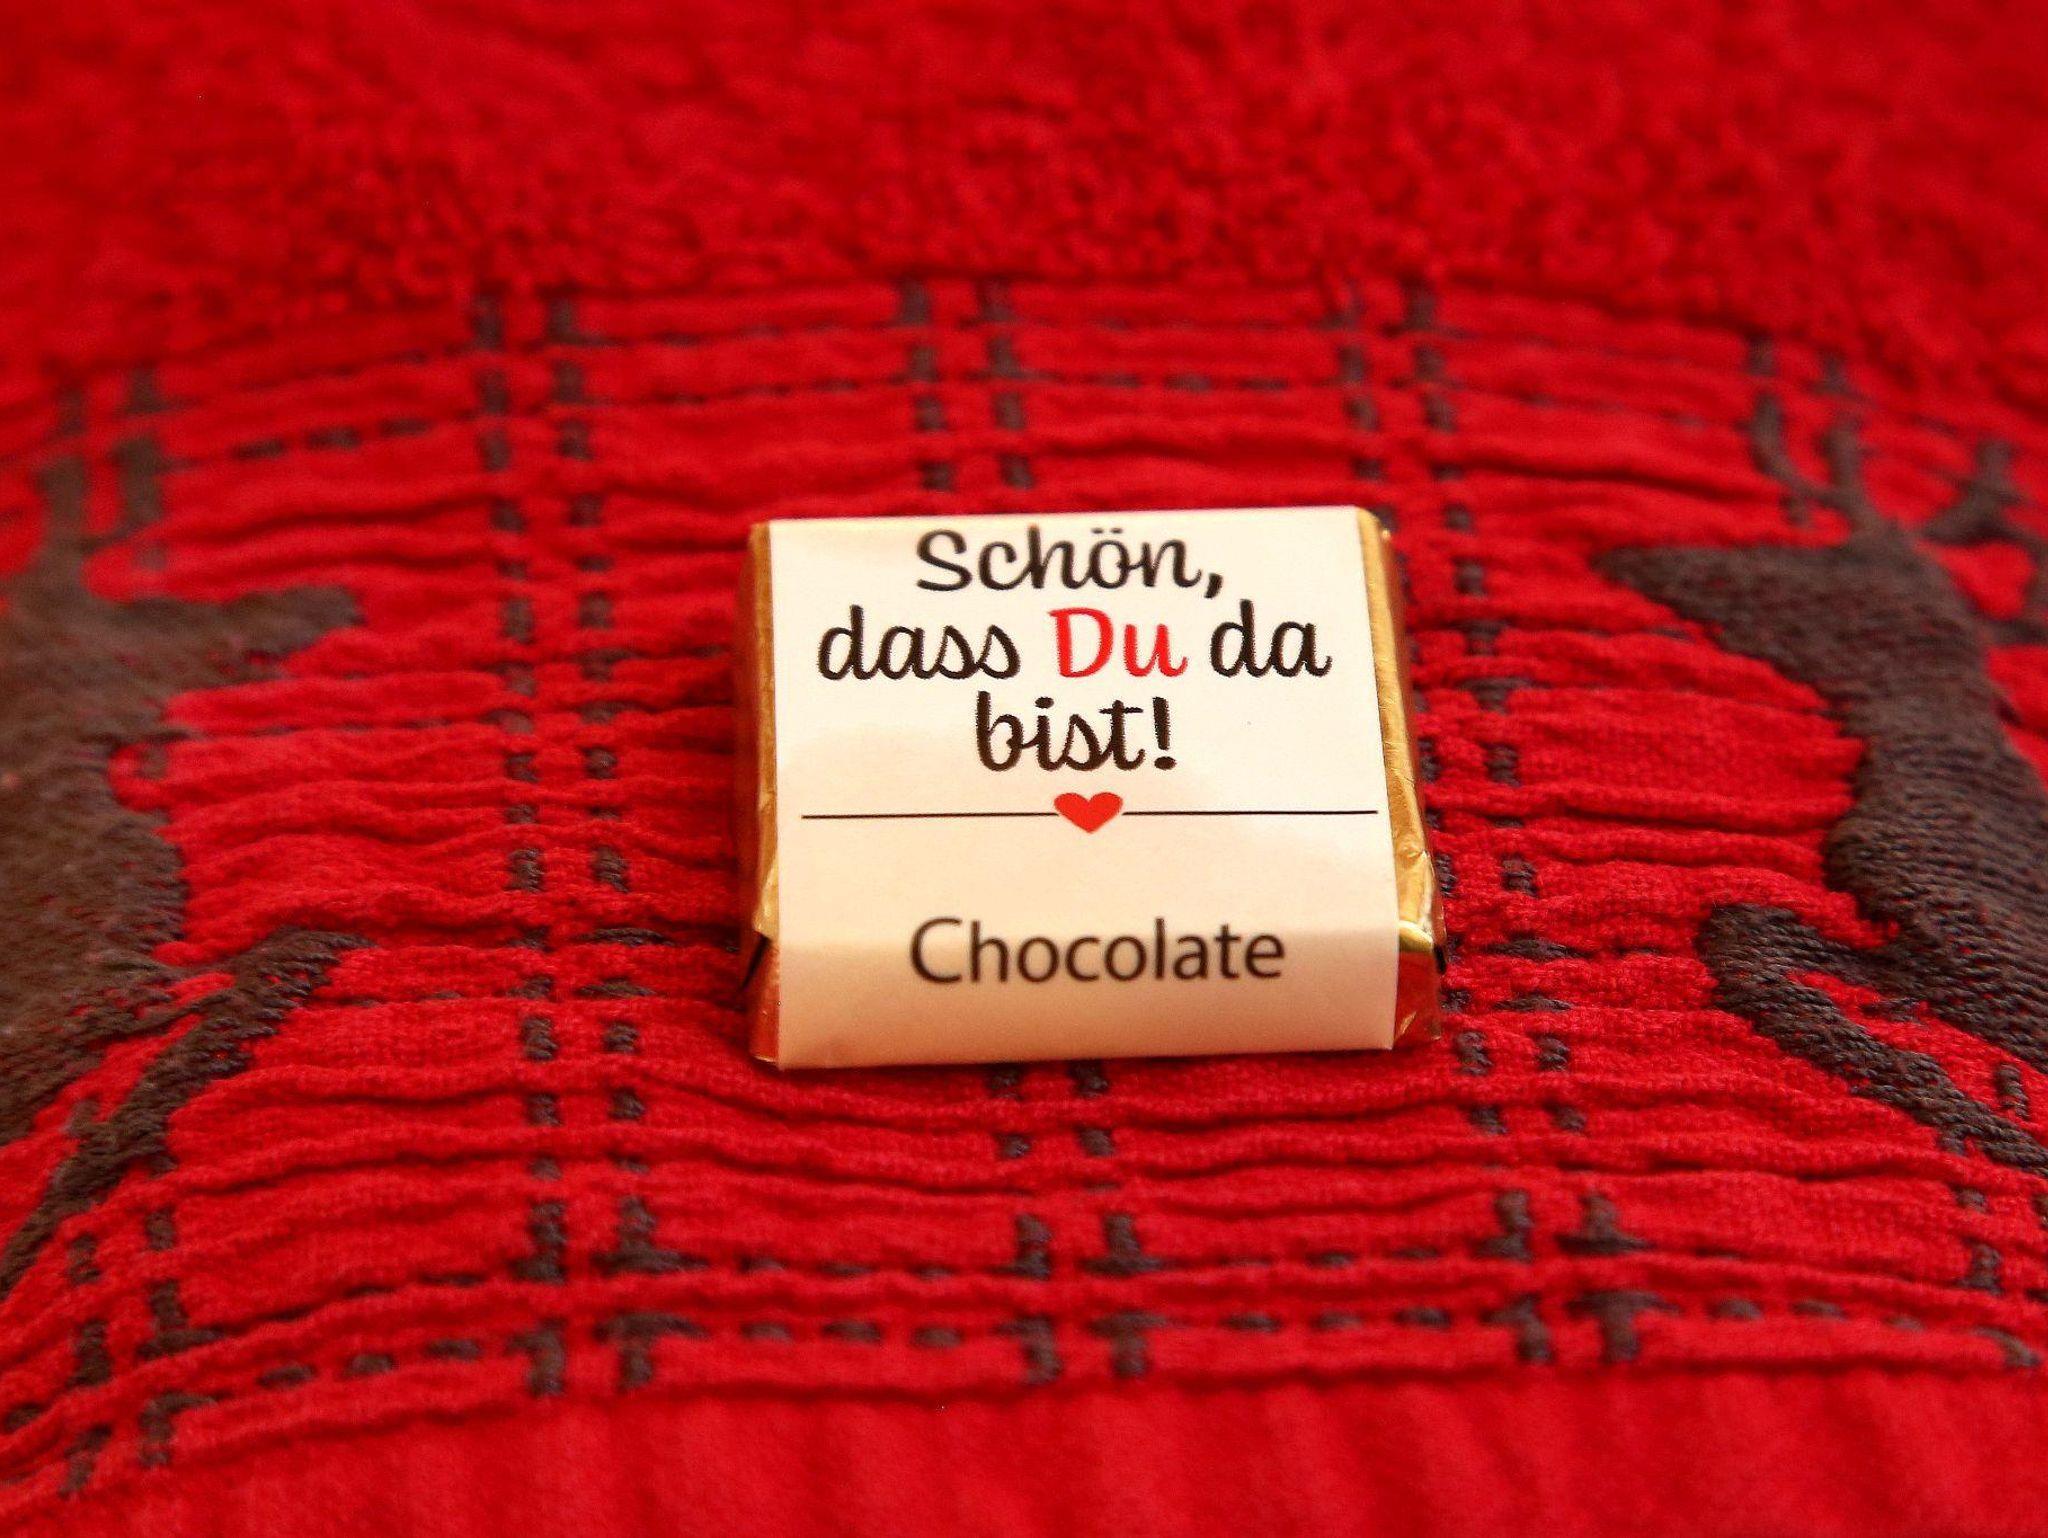 Schön,
dass Du da
bist!
Chocolate